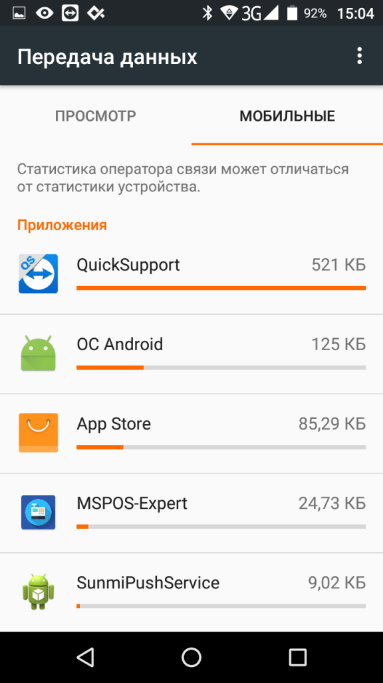 3G 92% 15:04
Передача данных
ПРОСМОТР МОБИЛЬНЫЕ
Статистика оператора связи может отличаться
от статистики устройства.
Приложения
QS
QuickSupport 521 КБ
ОС Android 125 КБ
App Store 85,29 КБ
MSPOS-Expert 24,73 КБ
SunmiPushService 9,02 КБ